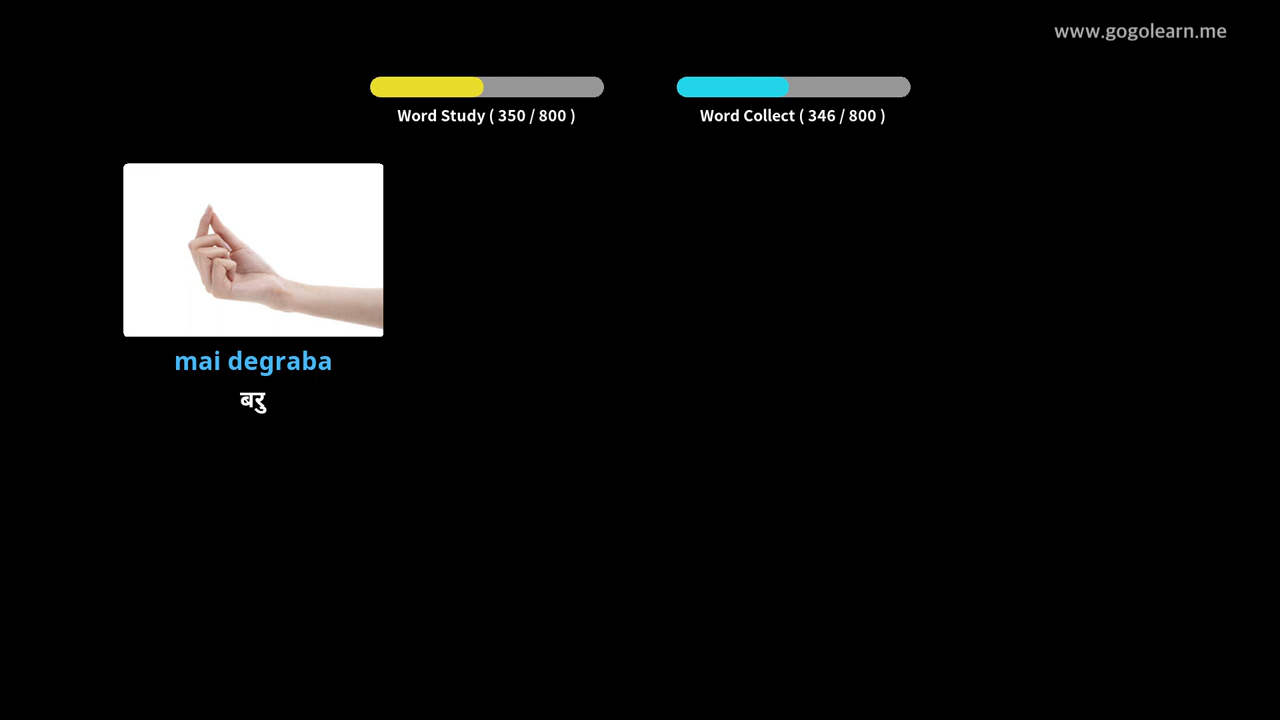 www.gogolearn.me
Word Study ( 350 / 800 )
Word Collect ( 346 / 800 )
mai degraba
बरु